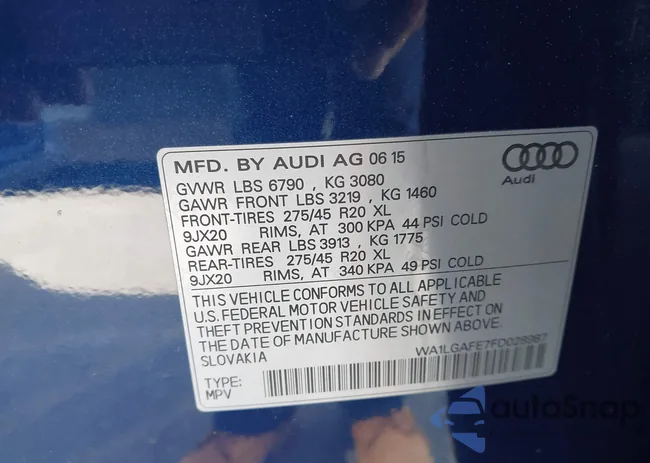 MFD. BY AUDI AG 06 15
Audi
GVWR LBS 6790 , KG 3080
GAWR FRONT LBS 3219 , KG 1460
FRONT-TIRES 275/45 R20 XL
9JX20 RIMS, AT 300 KPA 44 PSI COLD
GAWR REAR LBS 3913 , KG 1775
REAR-TIRES 275/45 R20 XL
9JX20 RIMS, AT 340 KPA 49 PSI COLD
THIS VEHICLE CONFORMS TO ALL APPLICABLE
U.S. FEDERAL MOTOR VEHICLE SAFETY AND
THEFT PREVENTION STANDARDS IN EFFECT ON
THE DATE OF MANUFACTURE SHOWN ABOVE.
SLOVAKIA
WA1LGAFE7FD028987
TYPE:
MPV
autoSnap